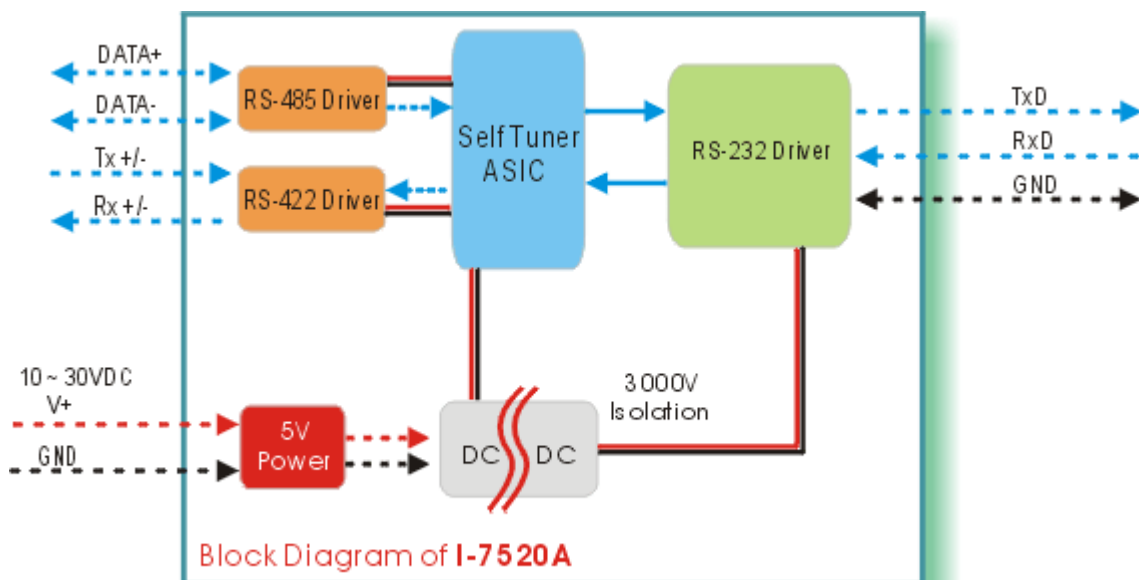 DATA+
DATA-
Tx +/-
Rx +/-
RS-485 Driver
RS-422 Driver
Self Tuner
ASIC
RS-232 Driver
TxD
RxD
GND
10 ~ 30VDC
V+
GND
5V
Power
DC DC
3000V
Isolation
Block Diagram of I-7520A